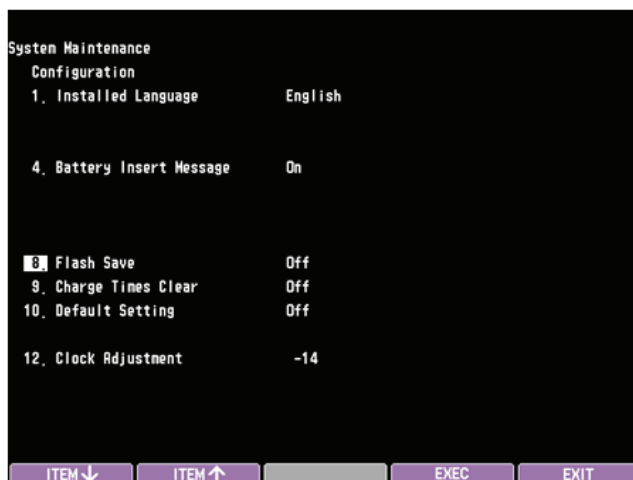 System Maintenance
Configuration
1. Installed Language English
4. Battery Insert Message On
8. Flash Save Off
9. Charge Times Clear Off
10. Default Setting Off
12. Clock Adjustment -14
ITEM↓ ITEM↑ EXEC EXIT